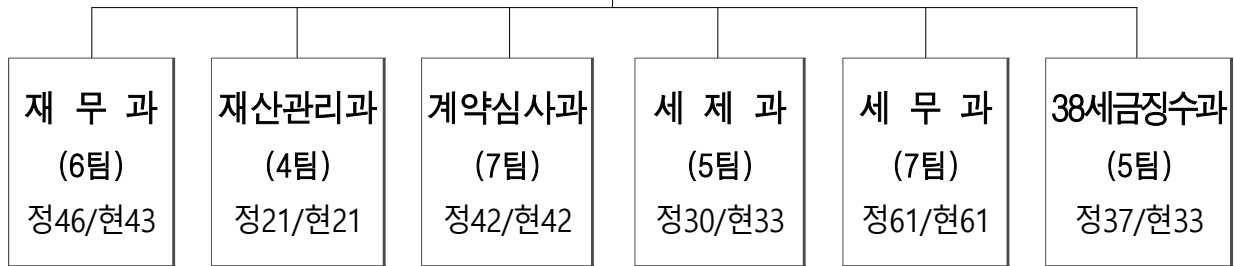 재 무 과
(6팀)
정46/현43
재산관리과
(4팀)
정21/현21
계약심사과
(7팀)
정42/현42
세 제 과
(5팀)
정30/현33
세 무 과
(7팀)
정61/현61
38세금징수과
(5팀)
정37/현33